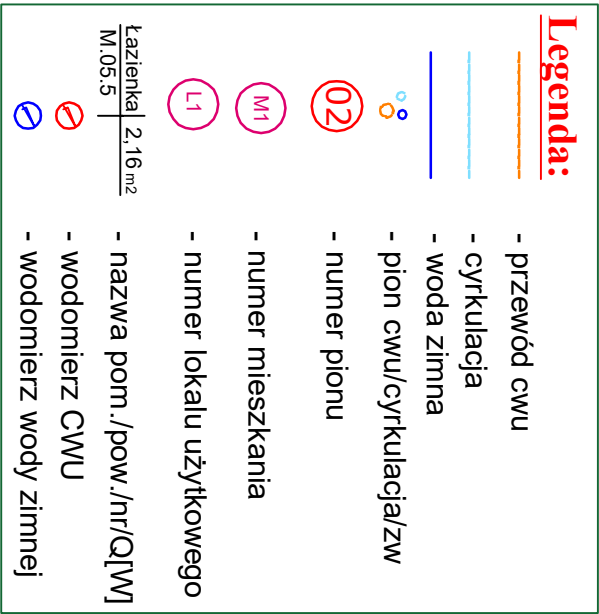 Legenda:
- przewód cwu
- cyrkulacja
- woda zimna
- pion cwu/cyrkulacja/zw
02 - numer pionu
M1 - numer mieszkania
L1 - numer lokalu użytkowego
Łazienka 2,16 m2
M.05.5
- nazwa pom./pow./nr/Q[W]
- wodomierz CWU
- wodomierz wody zimnej